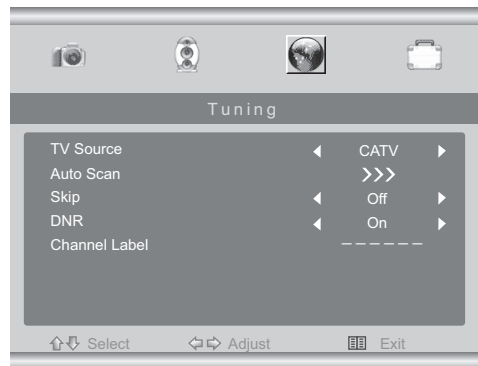 Tuning
TV Source CATV
Auto Scan >>>
Skip Off
DNR On
Channel Label ------
Select Adjust Exit